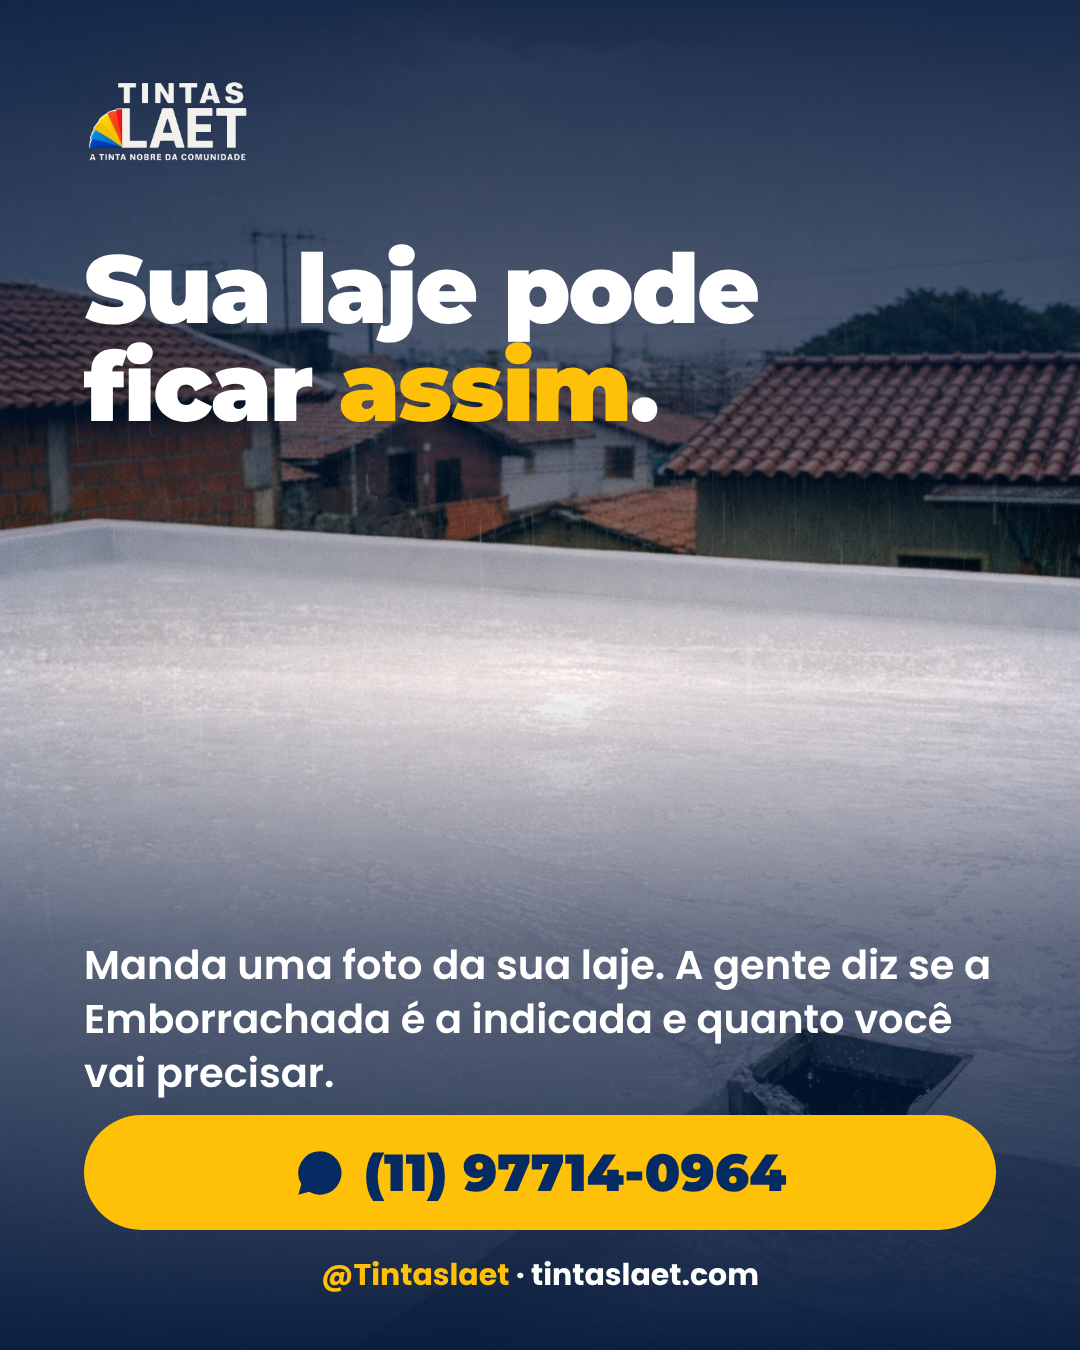 TINTAS
LAET
A TINTA NOBRE DA COMUNIDADE
Sua laje pode
ficar assim.
Manda uma foto da sua laje. A gente diz se a
Emborrachada é a indicada e quanto você
vai precisar.
(11) 97714-0964
@Tintaslaet · tintaslaet.com